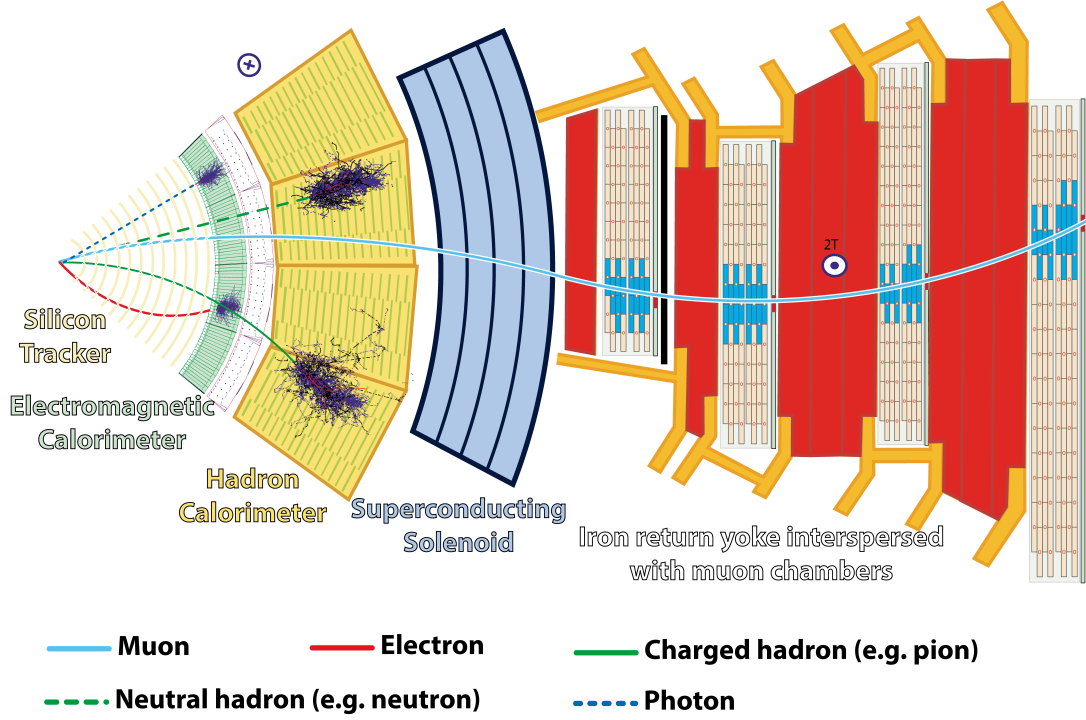 2T
Silicon
Tracker
Electromagnetic
Calorimeter
Hadron
Calorimeter
Superconducting
Solenoid
Iron return yoke interspersed
with muon chambers
Muon
Electron
Charged hadron (e.g. pion)
Neutral hadron (e.g. neutron)
Photon